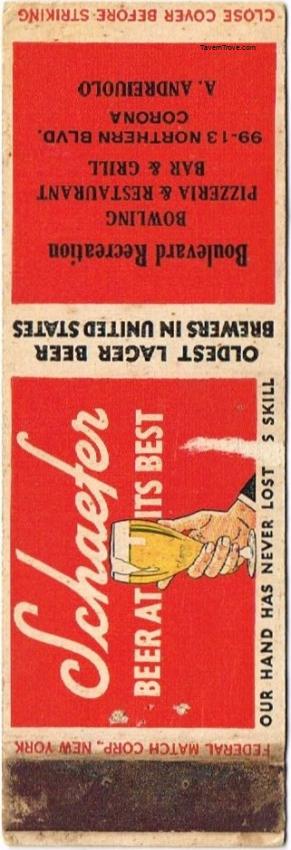 CLOSE COVER BEFORE STRIKING
TavernTrove.com
Boulevard Recreation
BOWLING
PIZZERIA & RESTAURANT
BAR & GRILL
99-13 NORTHERN BLVD.
CORONA
A. ANDREIUOLO
OLDEST LAGER BEER
BREWERS IN UNITED STATES
Schaefer
BEER AT ITS BEST
OUR HAND HAS NEVER LOST S SKILL
FEDERAL MATCH CORP., NEW YORK